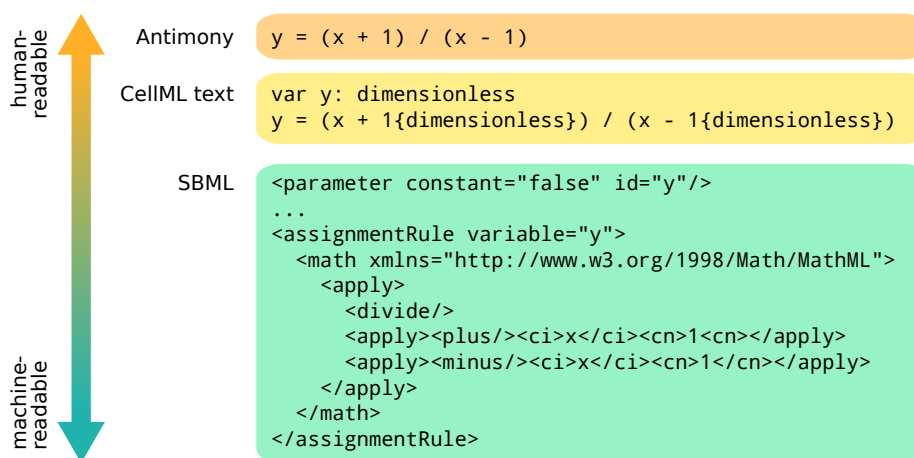 human-
readable
Antimony
y = (x + 1) / (x - 1)
CellML text
var y: dimensionless
y = (x + 1{dimensionless}) / (x - 1{dimensionless})
SBML
<parameter constant="false" id="y"/>
...
<assignmentRule variable="y">
  <math xmlns="http://www.w3.org/1998/Math/MathML">
    <apply>
      <divide/>
      <apply><plus/><ci>x</ci><cn>1<cn></apply>
      <apply><minus/><ci>x</ci><cn>1</cn></apply>
    </apply>
  </math>
</assignmentRule>
machine-
readable